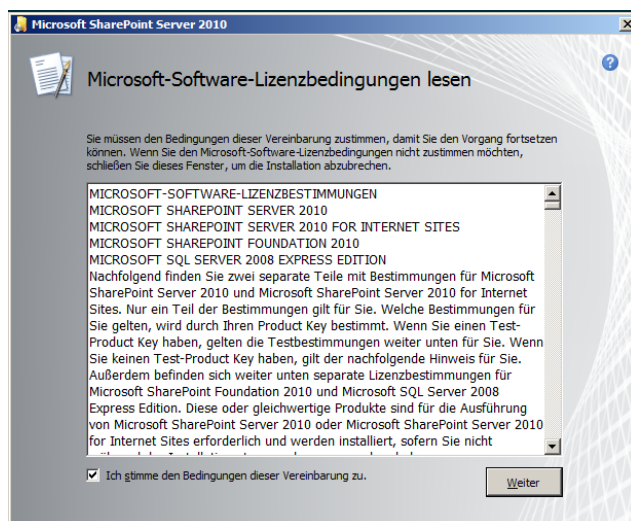 Microsoft SharePoint Server 2010
Microsoft-Software-Lizenzbedingungen lesen
Sie müssen den Bedingungen dieser Vereinbarung zustimmen, damit Sie den Vorgang fortsetzen
können. Wenn Sie den Microsoft-Software-Lizenzbedingungen nicht zustimmen möchten,
schließen Sie dieses Fenster, um die Installation abzubrechen.
MICROSOFT-SOFTWARE-LIZENZBESTIMMUNGEN
MICROSOFT SHAREPOINT SERVER 2010
MICROSOFT SHAREPOINT SERVER 2010 FOR INTERNET SITES
MICROSOFT SHAREPOINT FOUNDATION 2010
MICROSOFT SQL SERVER 2008 EXPRESS EDITION
Nachfolgend finden Sie zwei separate Teile mit Bestimmungen für Microsoft
SharePoint Server 2010 und Microsoft SharePoint Server 2010 for Internet
Sites. Nur ein Teil der Bestimmungen gilt für Sie. Welche Bestimmungen für
Sie gelten, wird durch Ihren Product Key bestimmt. Wenn Sie einen Test-
Product Key haben, gelten die Testbestimmungen weiter unten für Sie. Wenn
Sie keinen Test-Product Key haben, gilt der nachfolgende Hinweis für Sie.
Außerdem befinden sich weiter unten separate Lizenzbestimmungen für
Microsoft SharePoint Foundation 2010 und Microsoft SQL Server 2008
Express Edition. Diese oder gleichwertige Produkte sind für die Ausführung
von Microsoft SharePoint Server 2010 oder Microsoft SharePoint Server 2010
for Internet Sites erforderlich und werden installiert, sofern Sie nicht
Ich stimme den Bedingungen dieser Vereinbarung zu.
Weiter